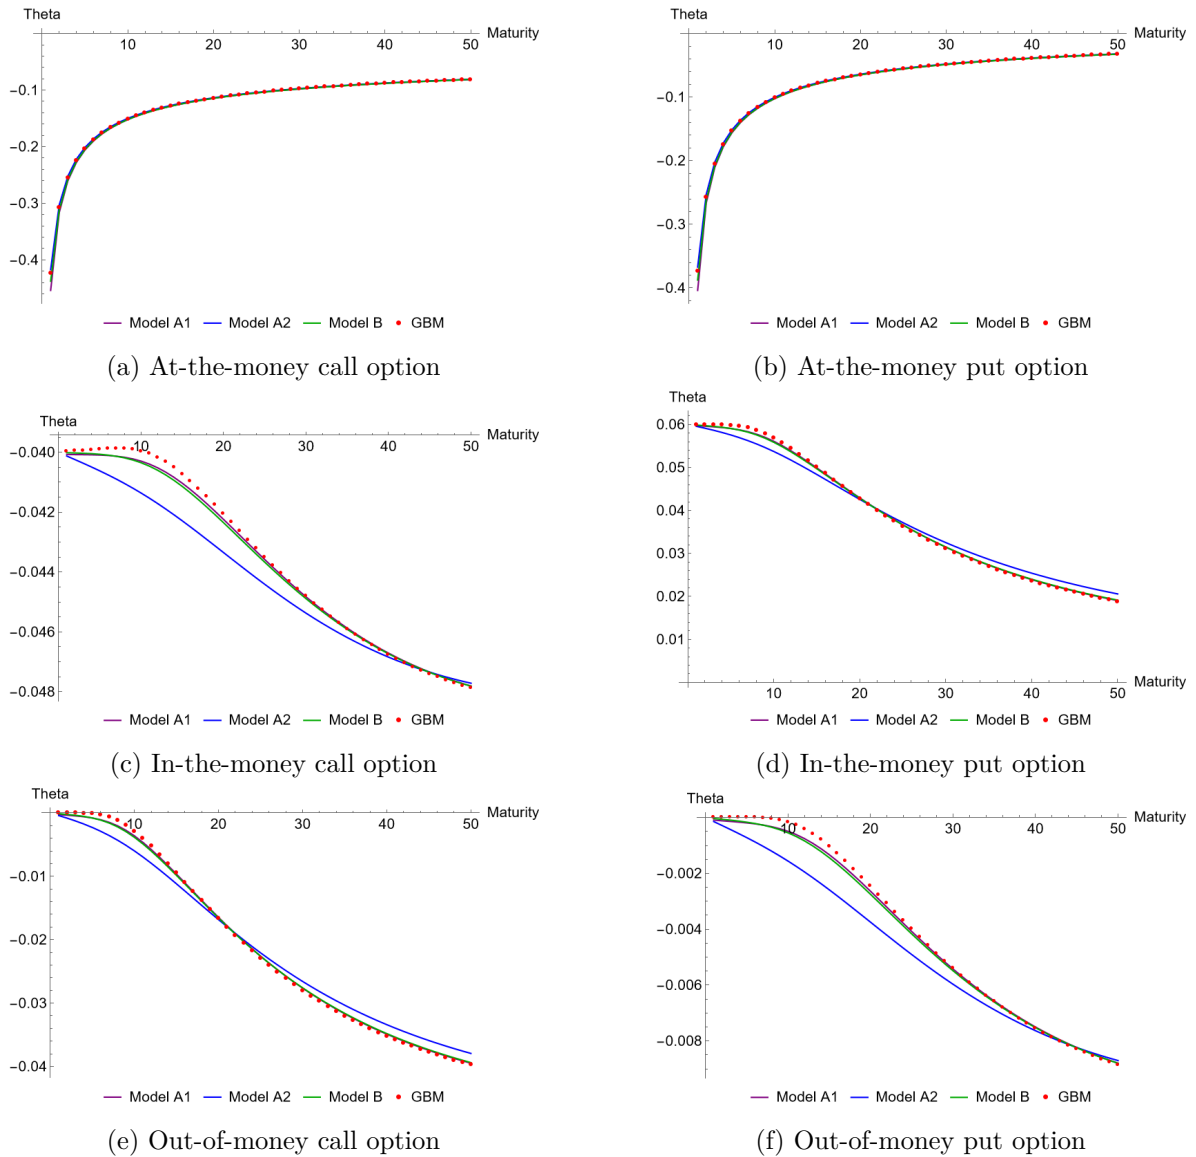 Theta
Maturity
10 20 30 40 50
−0.1
−0.2
−0.3
−0.4
Model A1 Model A2 Model B GBM
(a) At-the-money call option
Theta
Maturity
10 20 30 40 50
−0.1
−0.2
−0.3
−0.4
Model A1 Model A2 Model B GBM
(b) At-the-money put option
Theta
Maturity
10 20 30 40 50
−0.040
−0.042
−0.044
−0.046
−0.048
Model A1 Model A2 Model B GBM
(c) In-the-money call option
Theta
0.06
0.05
0.04
0.03
0.02
0.01
Maturity
10 20 30 40 50
Model A1 Model A2 Model B GBM
(d) In-the-money put option
Theta
Maturity
10 20 30 40 50
−0.01
−0.02
−0.03
−0.04
Model A1 Model A2 Model B GBM
(e) Out-of-money call option
Theta
Maturity
10 20 30 40 50
−0.002
−0.004
−0.006
−0.008
Model A1 Model A2 Model B GBM
(f) Out-of-money put option